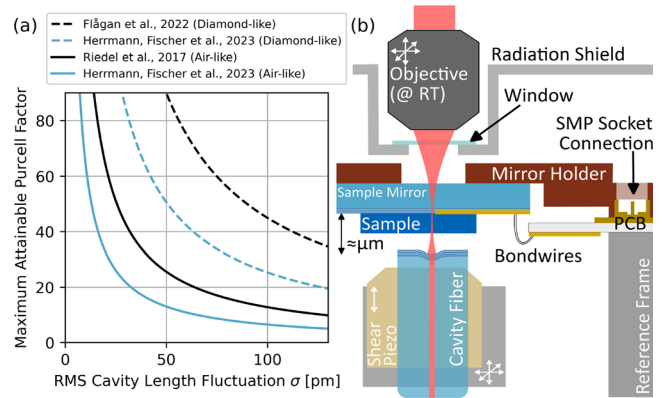 (a)
Flågan et al., 2022 (Diamond-like)
Herrmann, Fischer et al., 2023 (Diamond-like)
Riedel et al., 2017 (Air-like)
Herrmann, Fischer et al., 2023 (Air-like)
Maximum Attainable Purcell Factor
80
60
40
20
0
0
50
100
RMS Cavity Length Fluctuation σ [pm]
(b)
Objective
(@ RT)
Radiation Shield
Window
SMP Socket
Connection
Mirror Holder
Sample Mirror
Sample
PCB
≈μm
Bondwires
Shear
Piezo
Cavity Fiber
Reference Frame